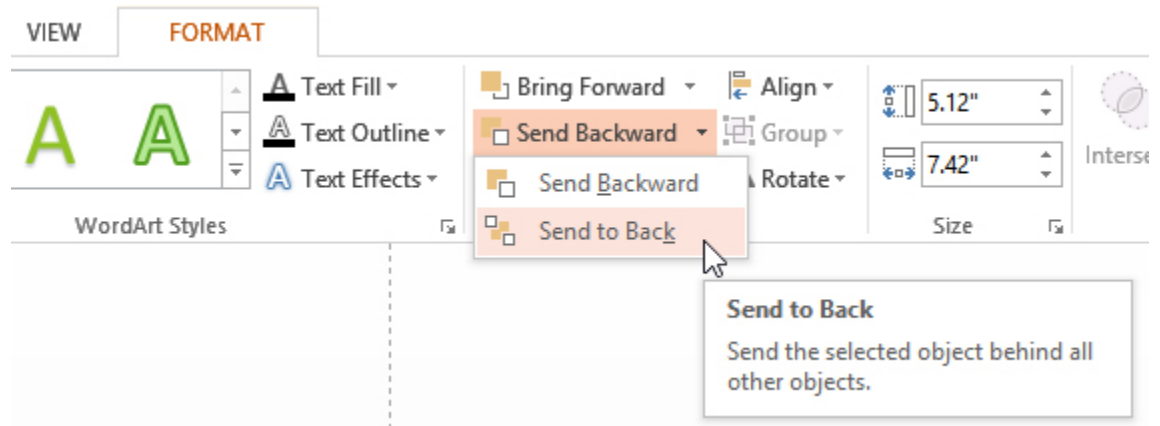 VIEW FORMAT
A A Text Fill Bring Forward Align 5.12"
Text Outline Send Backward Group
Text Effects Send Backward Rotate 7.42"
WordArt Styles Send to Back Size
Send to Back
Send the selected object behind all
other objects.